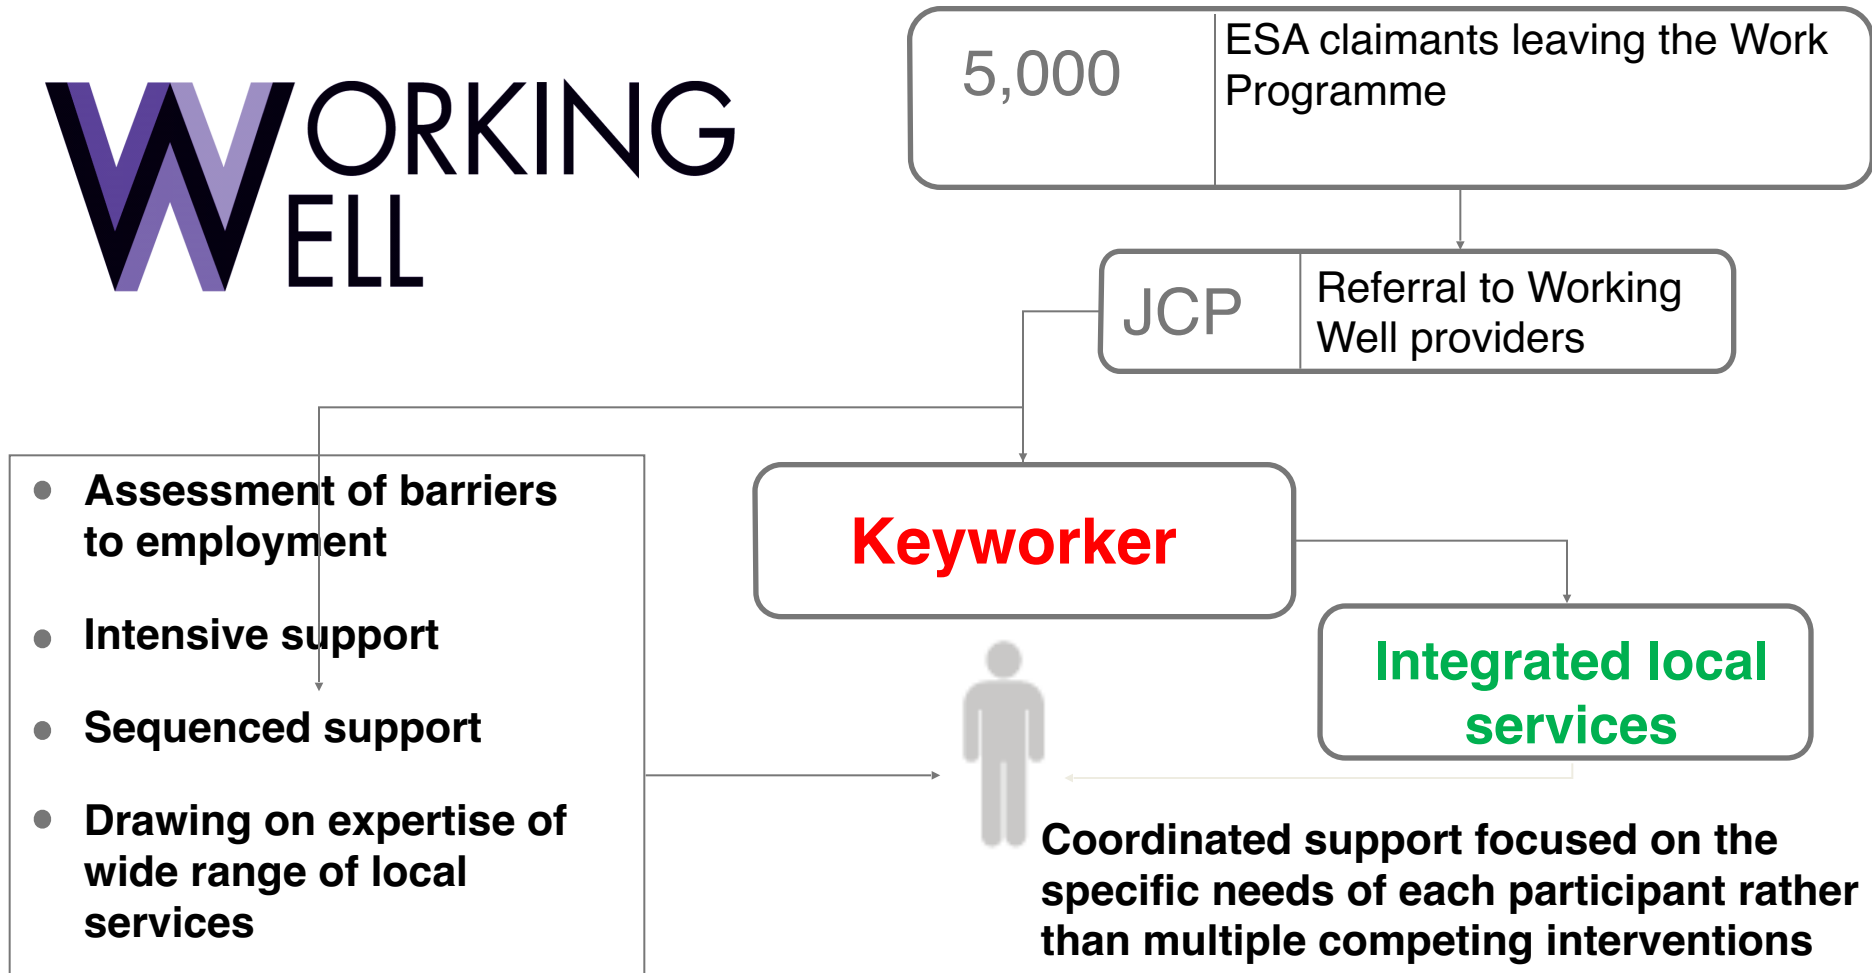 WORKING
WELL
5,000
ESA claimants leaving the Work
Programme
JCP
Referral to Working
Well providers
Assessment of barriers
to employment
Intensive support
Sequenced support
Drawing on expertise of
wide range of local
services
Keyworker
Integrated local
services
Coordinated support focused on the
specific needs of each participant rather
than multiple competing interventions